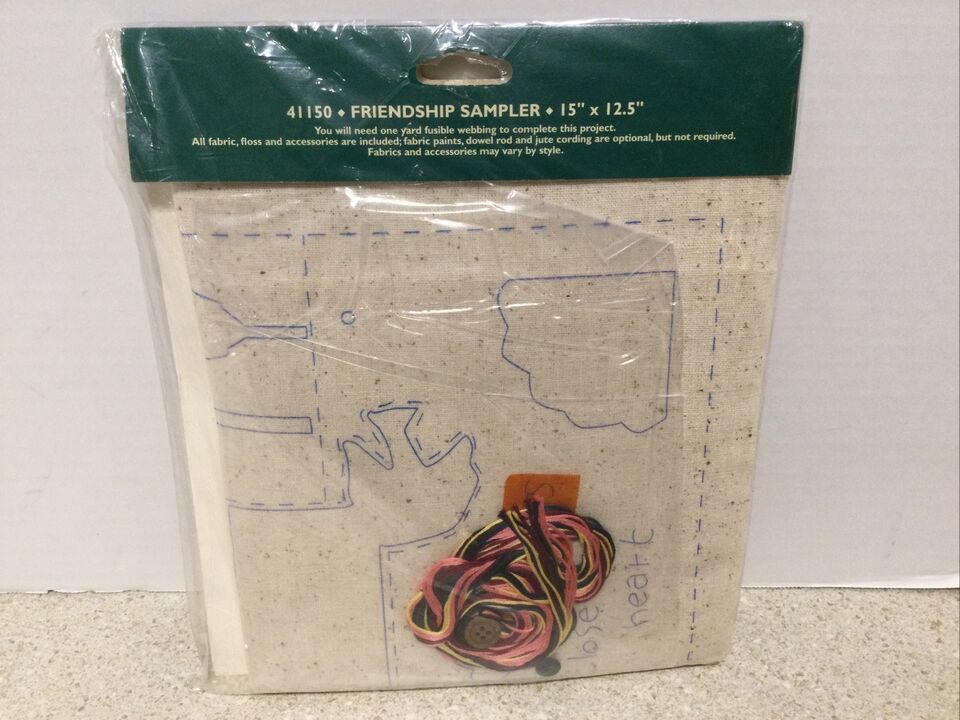 41150 ◆ FRIENDSHIP SAMPLER ◆ 15" x 12.5"
You will need one yard fusible webbing to complete this project.
All fabric, floss and accessories are included; fabric paints, dowel rod and jute cording are optional, but not required.
Fabrics and accessories may vary by style.
heart